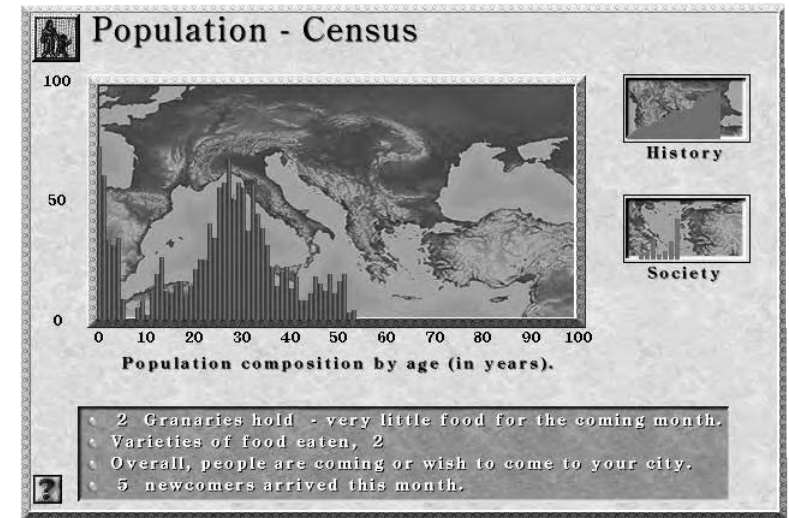 Population - Census
100
50
0
0 10 20 30 40 50 60 70 80 90 100
Population composition by age (in years).
History
Society
2 Granaries hold - very little food for the coming month.
Varieties of food eaten, 2
Overall, people are coming or wish to come to your city.
5 newcomers arrived this month.
?